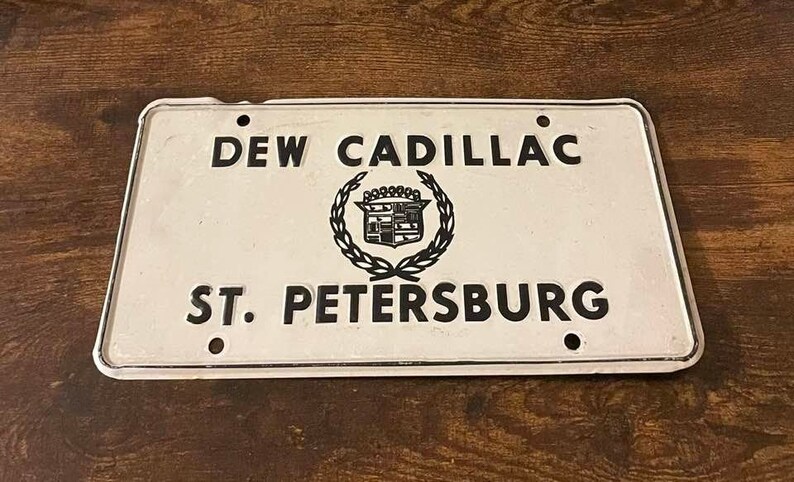 DEW CADILLAC
ST. PETERSBURG